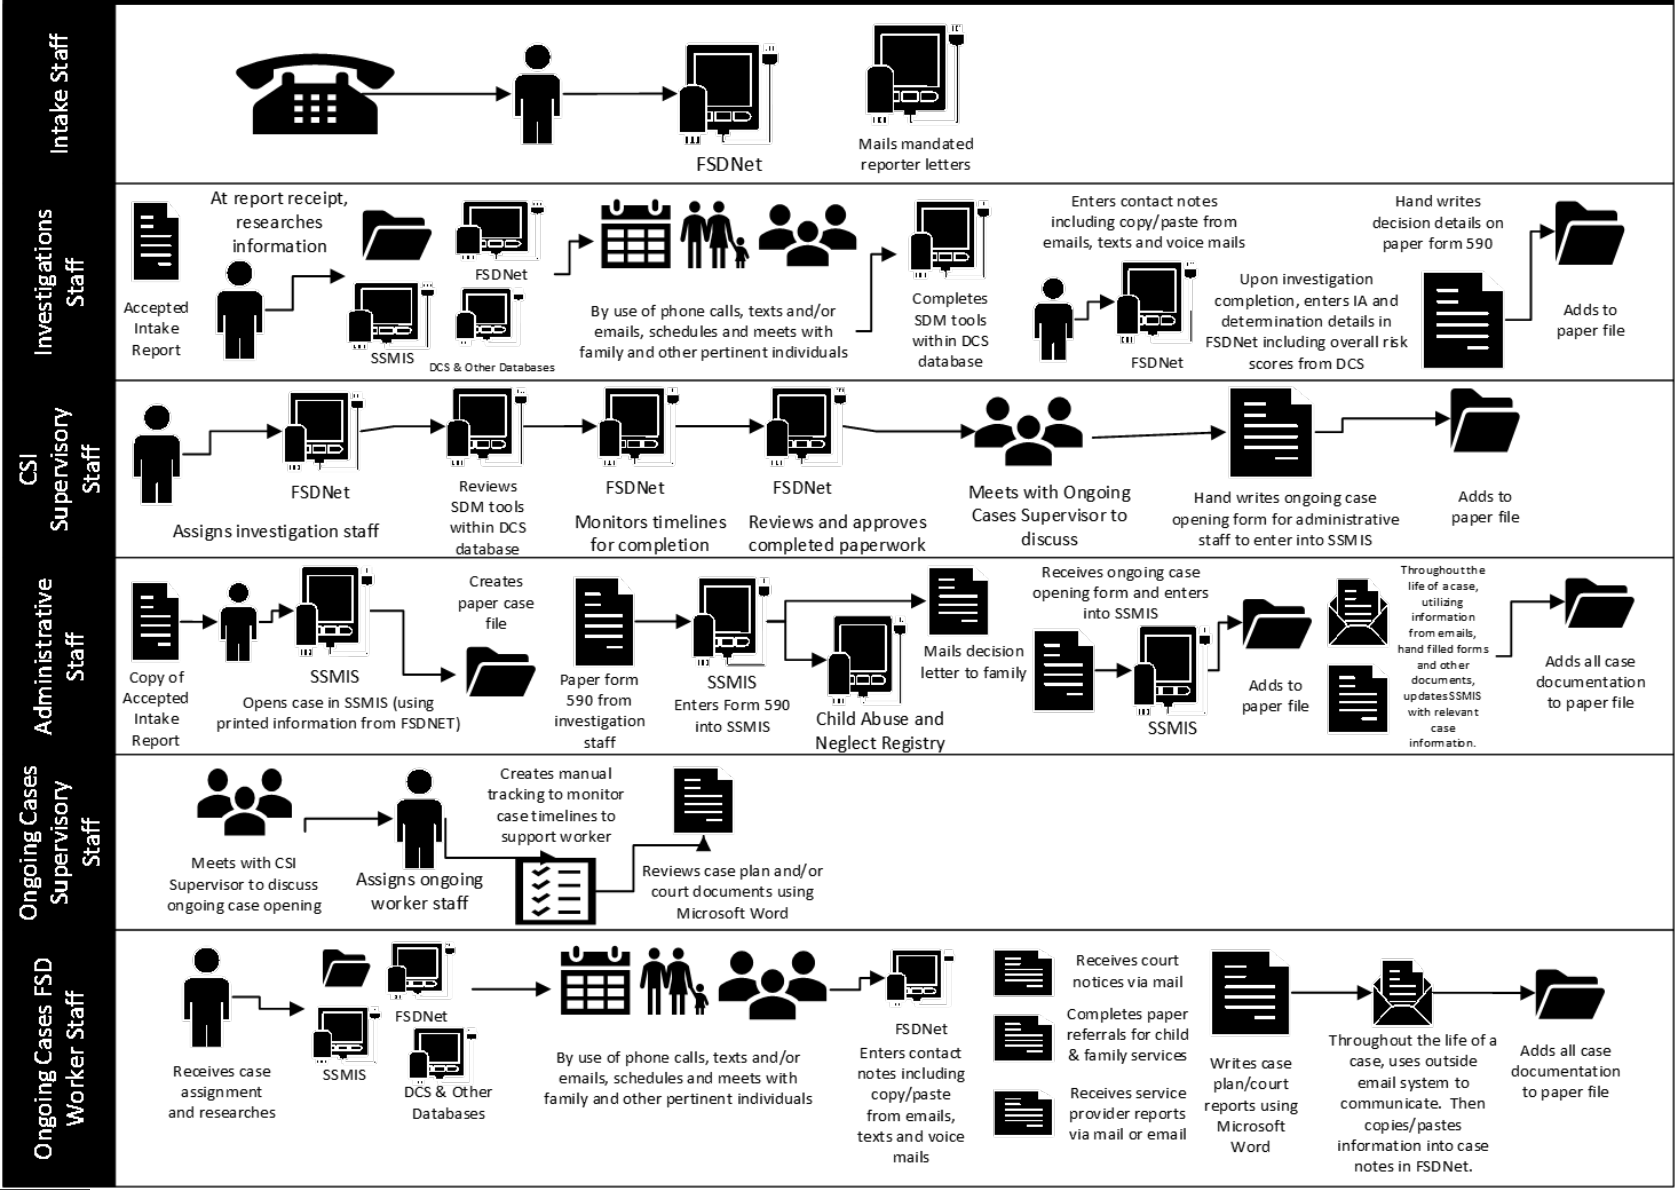 Intake Staff
FSDNet
Mails mandated
reporter letters
Investigations
Staff
Accepted
Intake
Report
At report receipt,
researches
information
SSMIS
FSDNet
DCS & Other Databases
By use of phone calls, texts and/or
emails, schedules and meets with
family and other pertinent individuals
Completes
SDM tools
within DCS
database
Enters contact notes
including copy/paste from
emails, texts and voice mails
FSDNet
Upon investigation
completion, enters IA and
determination details in
FSDNet including overall risk
scores from DCS
Hand writes
decision details on
paper form 590
Adds to
paper file
CSI
Supervisory
Staff
FSDNet
Assigns investigation staff
Reviews
SDM tools
within DCS
database
FSDNet
Monitors timelines
for completion
FSDNet
Reviews and approves
completed paperwork
Meets with Ongoing
Cases Supervisor to
discuss
Hand writes ongoing case
opening form for administrative
staff to enter into SSMIS
Adds to
paper file
Administrative
Staff
Copy of
Accepted
Intake
Report
SSMIS
Opens case in SSMIS (using
printed information from FSDNET)
Creates
paper case
file
Paper form
590 from
investigation
staff
SSMIS
Enters Form 590
into SSMIS
Child Abuse and
Neglect Registry
Mails decision
letter to family
Receives ongoing case
opening form and enters
into SSMIS
SSMIS
Adds to
paper file
Throughout the
life of a case,
utilizing
information
from emails,
hand filled forms
and other
documents,
updates SSMIS
with relevant
case
information.
Adds all case
documentation
to paper file
Ongoing Cases
Supervisory
Staff
Meets with CSI
Supervisor to discuss
ongoing case opening
Assigns ongoing
worker staff
Creates manual
tracking to monitor
case timelines to
support worker
Reviews case plan and/or
court documents using
Microsoft Word
Ongoing Cases FSD
Worker Staff
Receives case
assignment
and researches
SSMIS
FSDNet
DCS & Other
Databases
By use of phone calls, texts and/or
emails, schedules and meets with
family and other pertinent individuals
FSDNet
Enters contact
notes including
copy/paste
from emails,
texts and voice
mails
Receives court
notices via mail
Completes paper
referrals for child
& family services
Receives service
provider reports
via mail or email
Writes case
plan/court
reports using
Microsoft
Word
Throughout the life of a
case, uses outside
email system to
communicate. Then
copies/pastes
information into case
notes in FSDNet.
Adds all case
documentation
to paper file